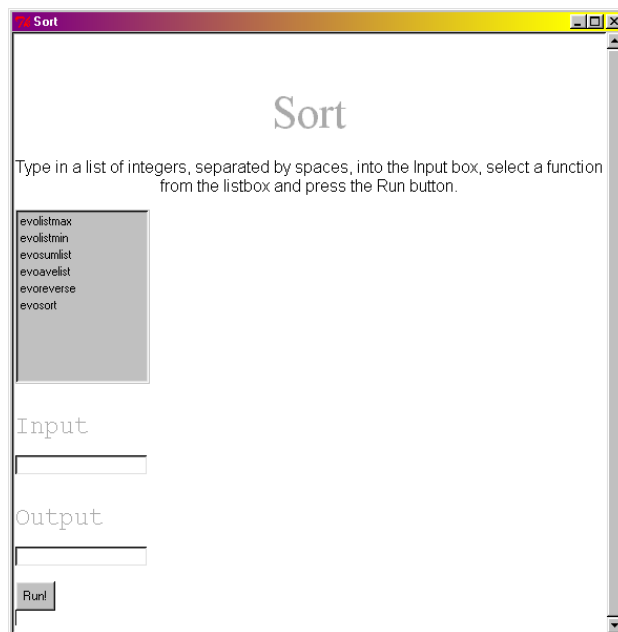 Sort
Sort
Type in a list of integers, separated by spaces, into the Input box, select a function
from the listbox and press the Run button.
evolistmax
evolistmin
evosumlist
evoavelist
evoreverse
evosort
Input
Output
Run!